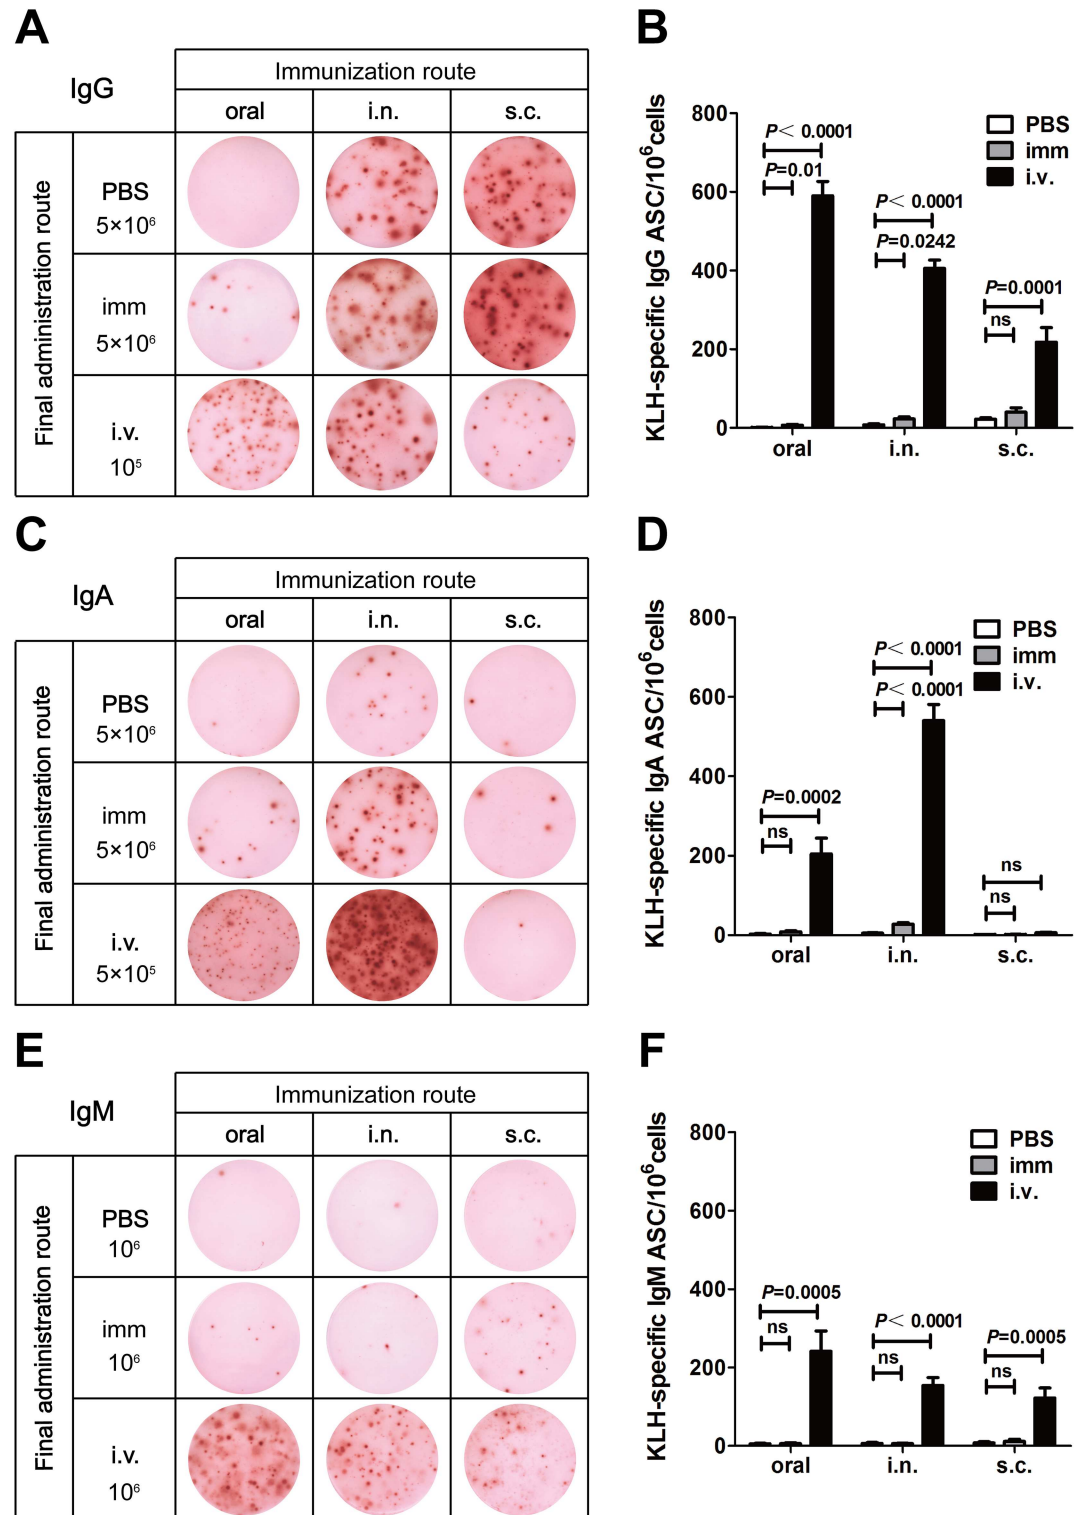 A
IgG
Immunization route
oral i.n. s.c.
Final administration route
PBS
5×10⁶
imm
5×10⁶
i.v.
10⁵
B
KLH-specific IgG ASC/10⁶cells
800
600
400
200
0
PBS
imm
i.v.
P< 0.0001
P=0.01
P< 0.0001
P=0.0242
P=0.0001
ns
oral i.n. s.c.
C
IgA
Immunization route
oral i.n. s.c.
Final administration route
PBS
5×10⁶
imm
5×10⁶
i.v.
5×10⁵
D
KLH-specific IgA ASC/10⁶cells
800
600
400
200
0
PBS
imm
i.v.
P=0.0002
ns
P< 0.0001
P< 0.0001
ns
ns
oral i.n. s.c.
E
IgM
Immunization route
oral i.n. s.c.
Final administration route
PBS
10⁶
imm
10⁶
i.v.
10⁶
F
KLH-specific IgM ASC/10⁶cells
800
600
400
200
0
PBS
imm
i.v.
P=0.0005
ns
P< 0.0001
ns
P=0.0005
ns
oral i.n. s.c.